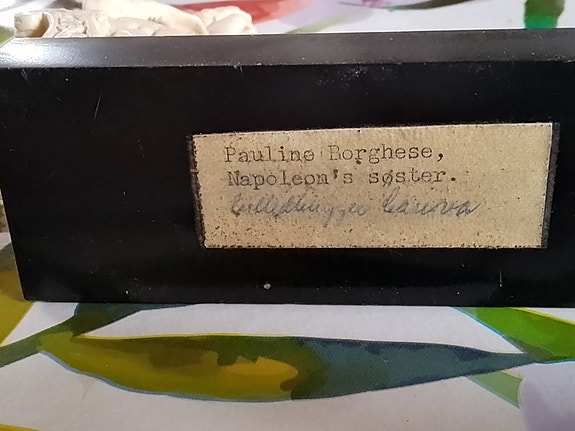 Pauline Borghese,
Napoleon's søster.
Billedhugger Canova